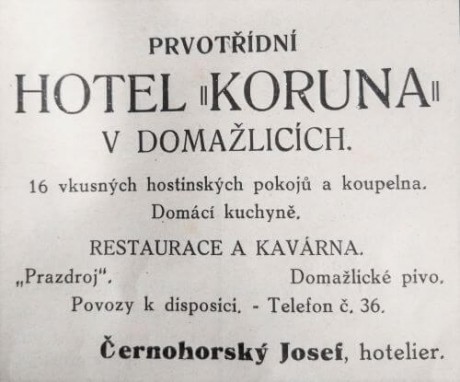 PRVOTŘÍDNÍ
HOTEL "KORUNA"
V DOMAŽLICÍCH.
16 vkusných hostinských pokojů a koupelna.
Domácí kuchyně.
RESTAURACE A KAVÁRNA.
„Prazdroj". Domažlické pivo.
Povozy k disposici. - Telefon č. 36.
Černohorský Josef, hotelier.